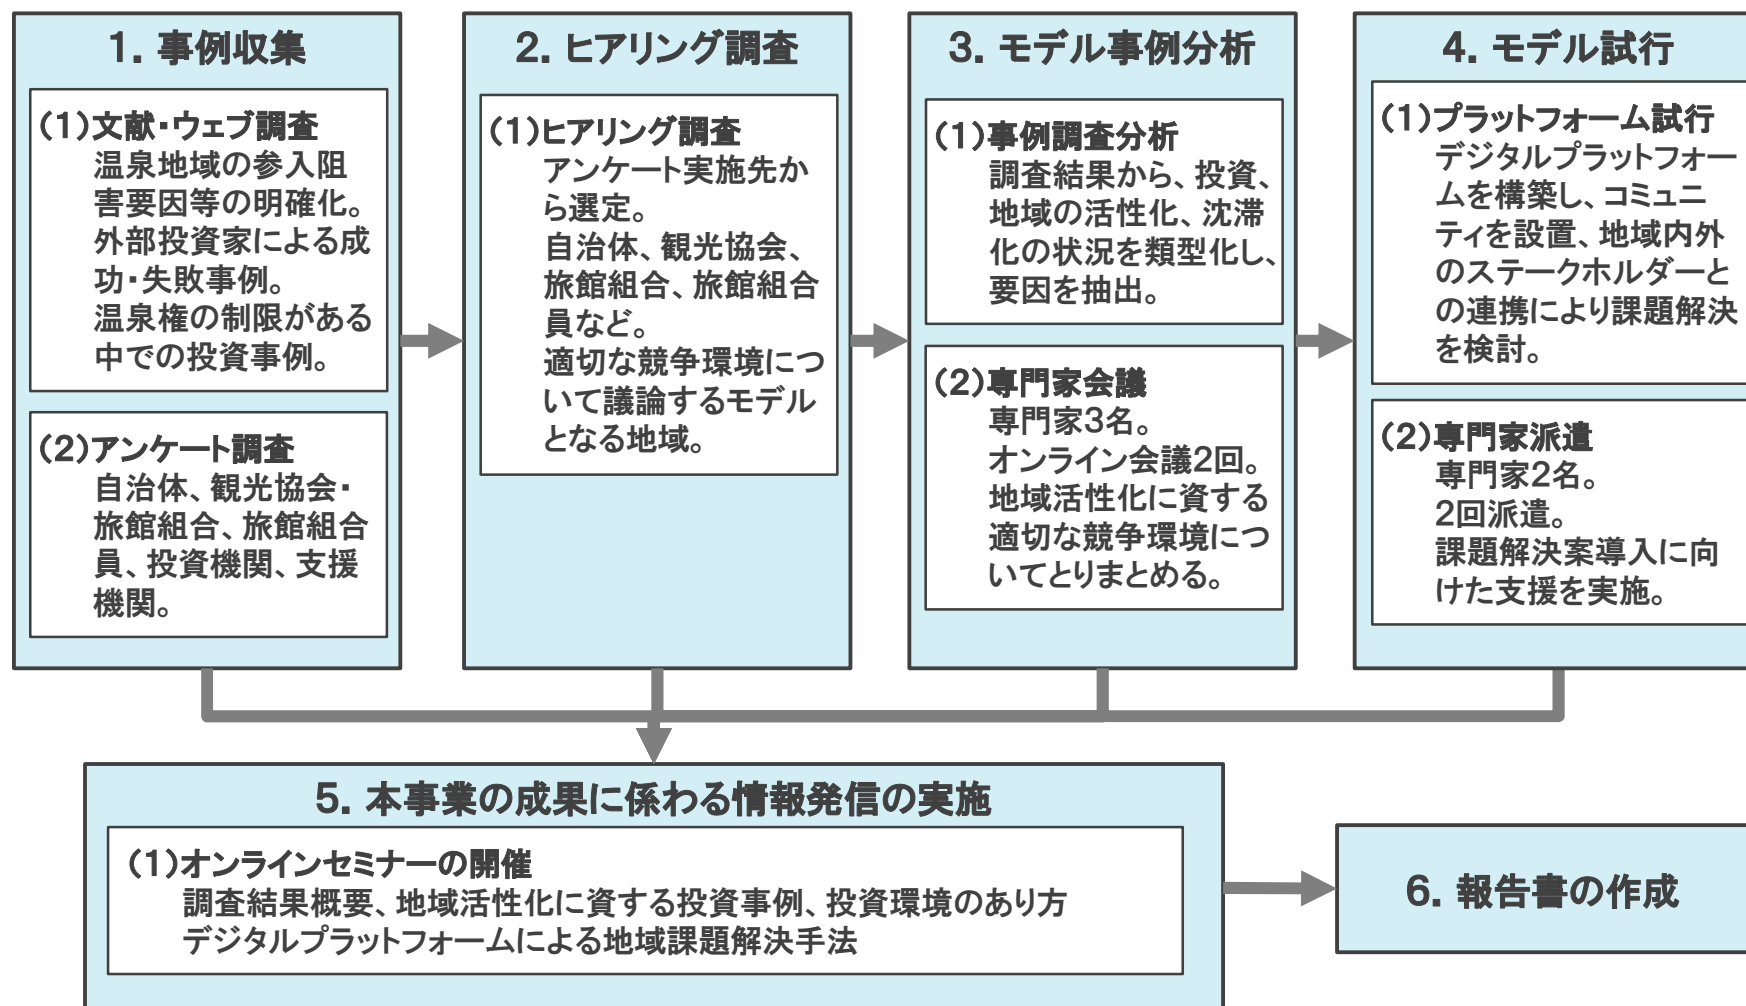 1. 事例収集
(1)文献・ウェブ調査
温泉地域の参入阻
害要因等の明確化。
外部投資家による成
功・失敗事例。
温泉権の制限がある
中での投資事例。
(2)アンケート調査
自治体、観光協会・
旅館組合、旅館組合
員、投資機関、支援
機関。
2. ヒアリング調査
(1)ヒアリング調査
アンケート実施先か
ら選定。
自治体、観光協会、
旅館組合、旅館組合
員など。
適切な競争環境につ
いて議論するモデル
となる地域。
3. モデル事例分析
(1)事例調査分析
調査結果から、投資、
地域の活性化、沈滞
化の状況を類型化し、
要因を抽出。
(2)専門家会議
専門家3名。
オンライン会議2回。
地域活性化に資する
適切な競争環境につ
いてとりまとめる。
4. モデル試行
(1)プラットフォーム試行
デジタルプラットフォー
ムを構築し、コミュニ
ティを設置、地域内外
のステークホルダーと
の連携により課題解決
を検討。
(2)専門家派遣
専門家2名。
2回派遣。
課題解決案導入に向
けた支援を実施。
5. 本事業の成果に係わる情報発信の実施
(1)オンラインセミナーの開催
調査結果概要、地域活性化に資する投資事例、投資環境のあり方
デジタルプラットフォームによる地域課題解決手法
6. 報告書の作成